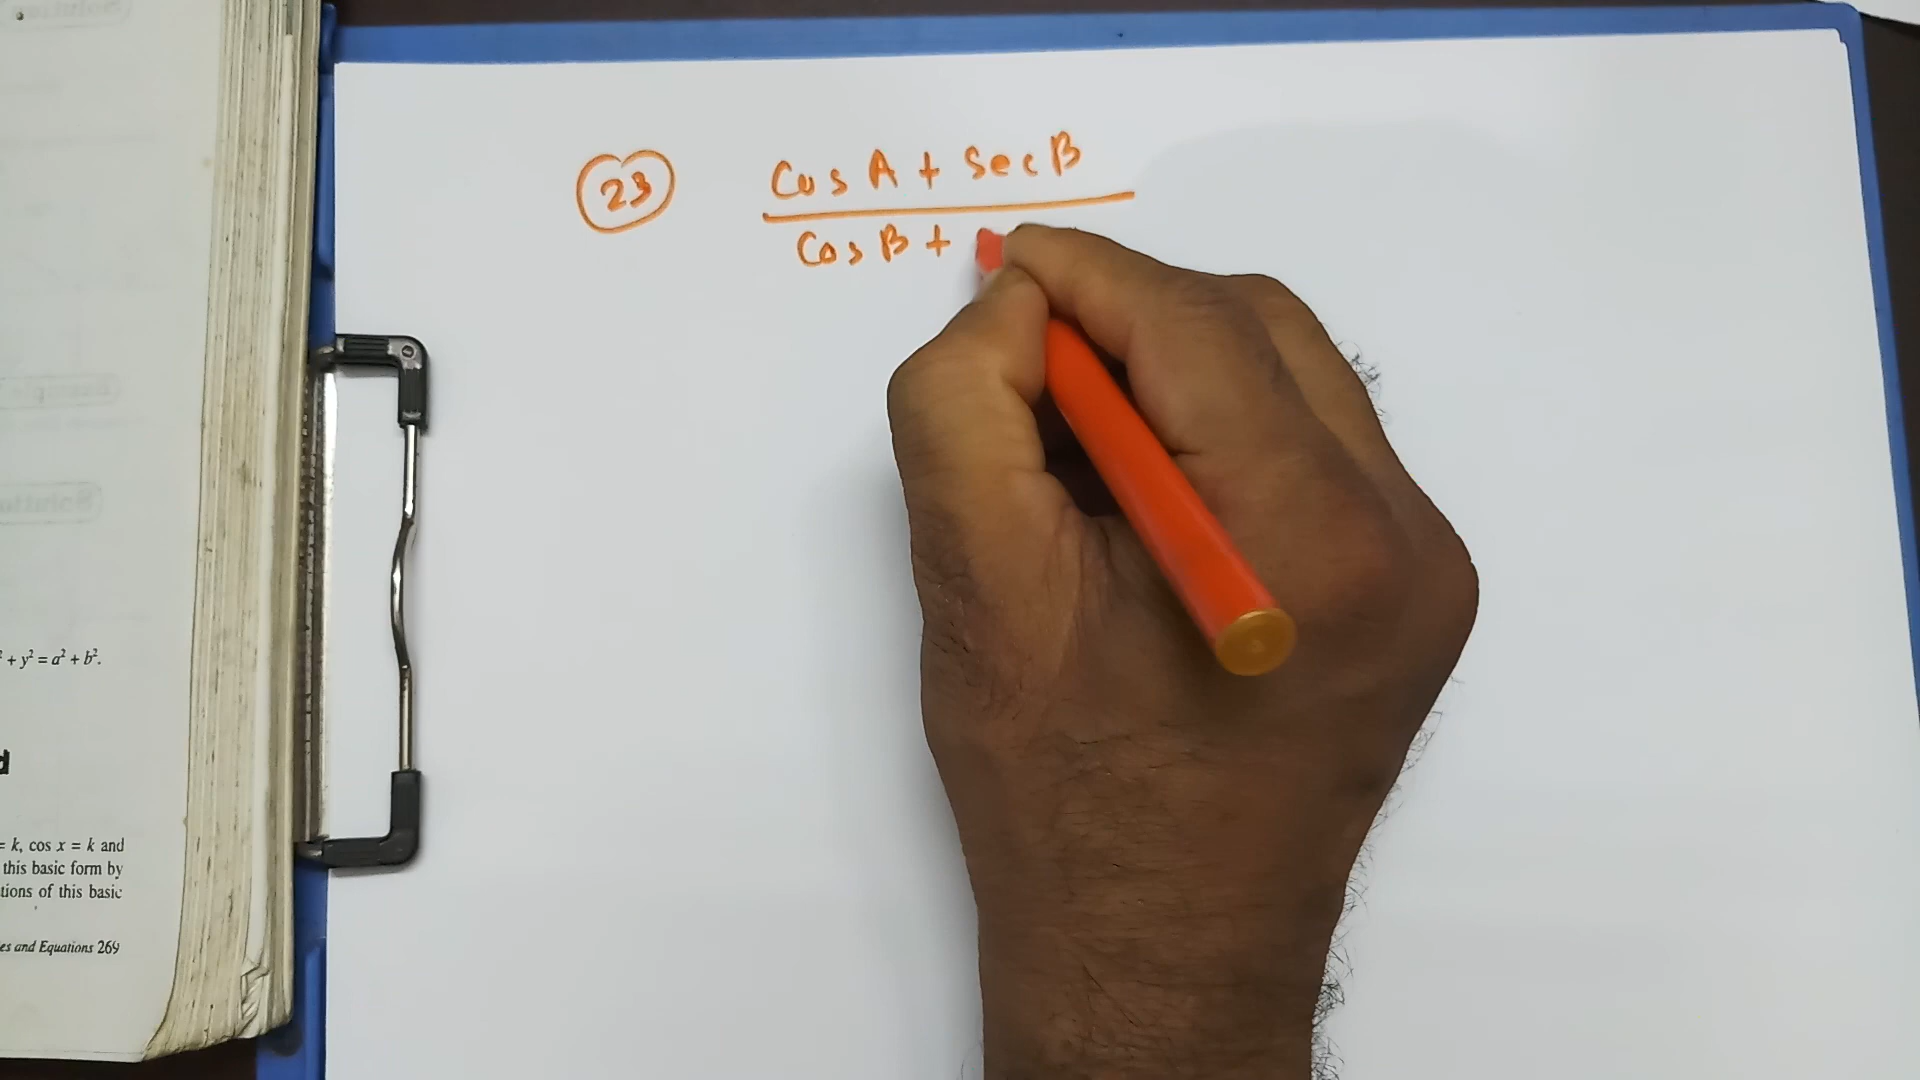 23
cos A + sec B
cos B +
+ y² = a² + b².
d
= k, cos x = k and
this basic form by
tions of this basic
es and Equations 269